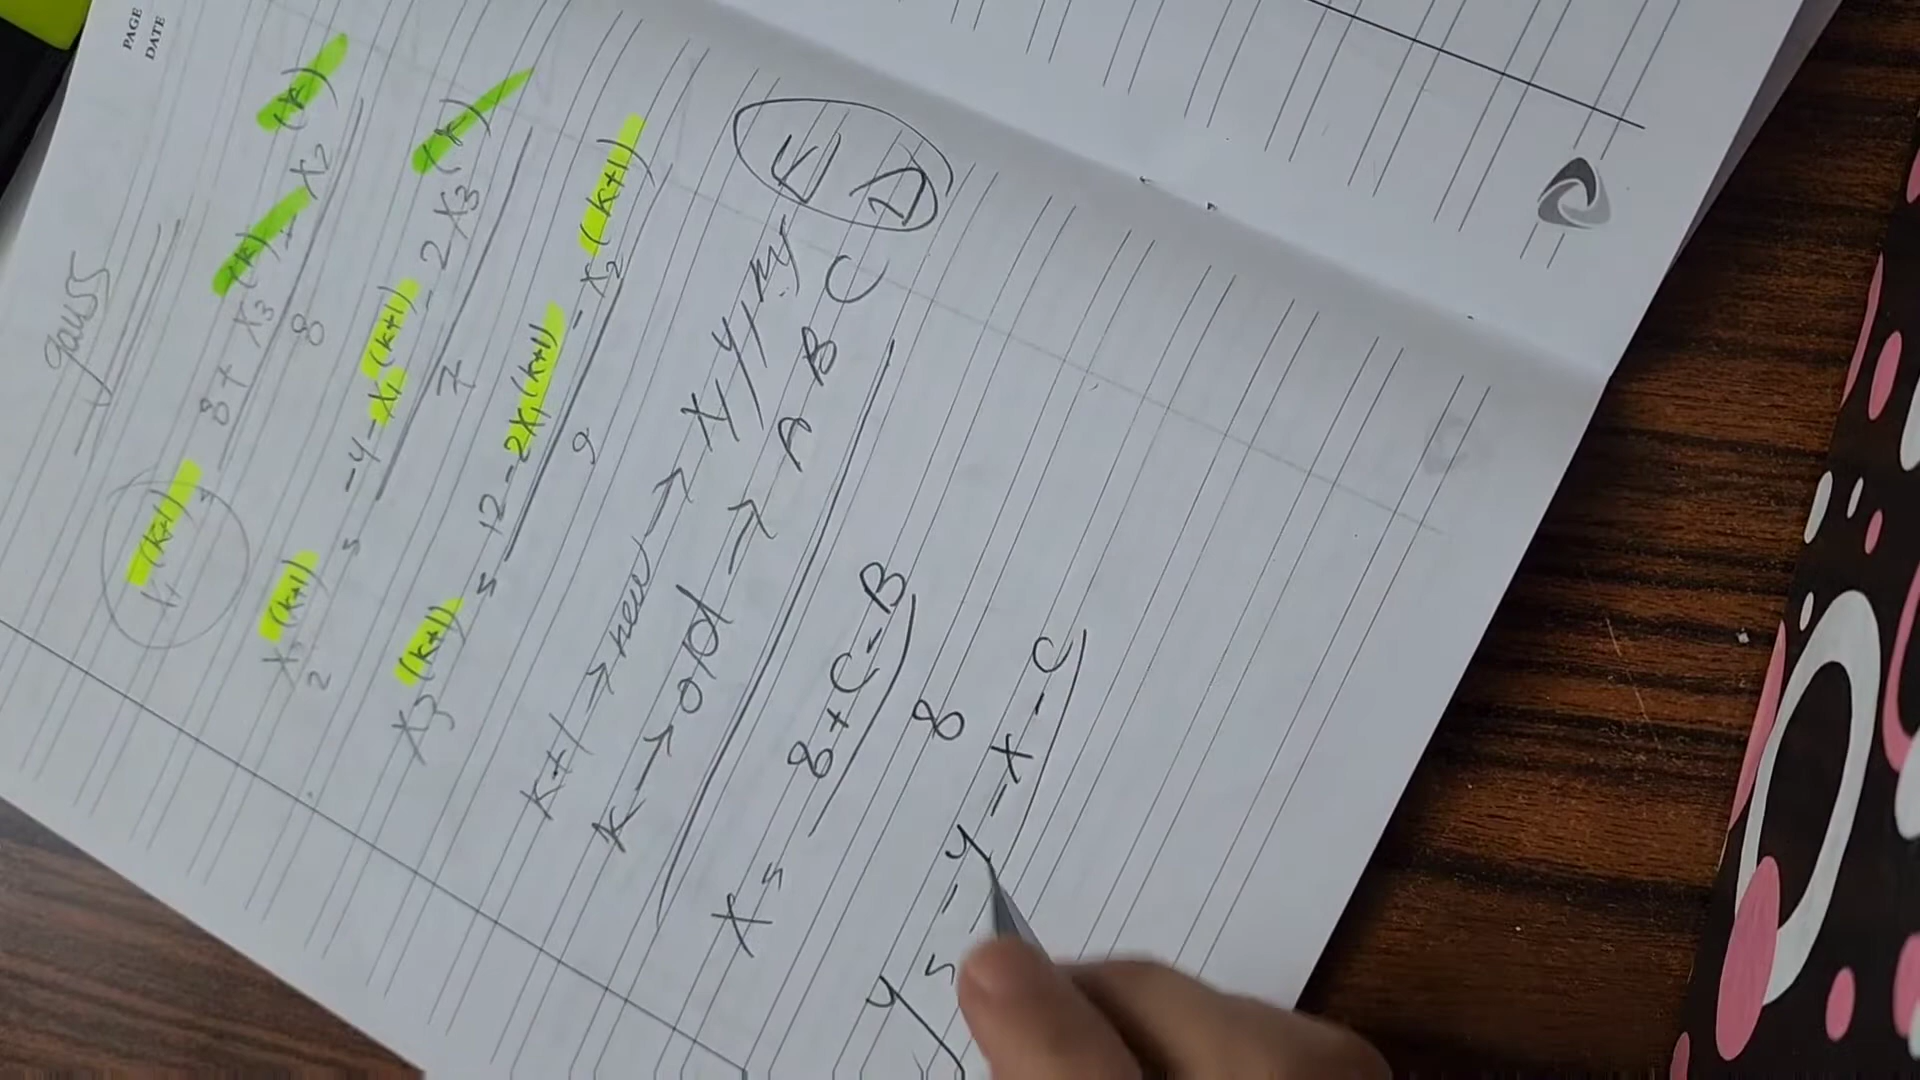 PAGE
DATE
gauss
x₁(k+1) = 8 + x₃(k) - x₂(k)
8
x₂(k+1) = -4 - x₁(k+1) - 2x₃(k)
7
x₃(k+1) = 12 - 2x₁(k+1) - x₂(k+1)
9
k+1 → new → X, Y,
E
k → old → A B C
D
X = 8 + C - B
8
Y = -4 - X - C